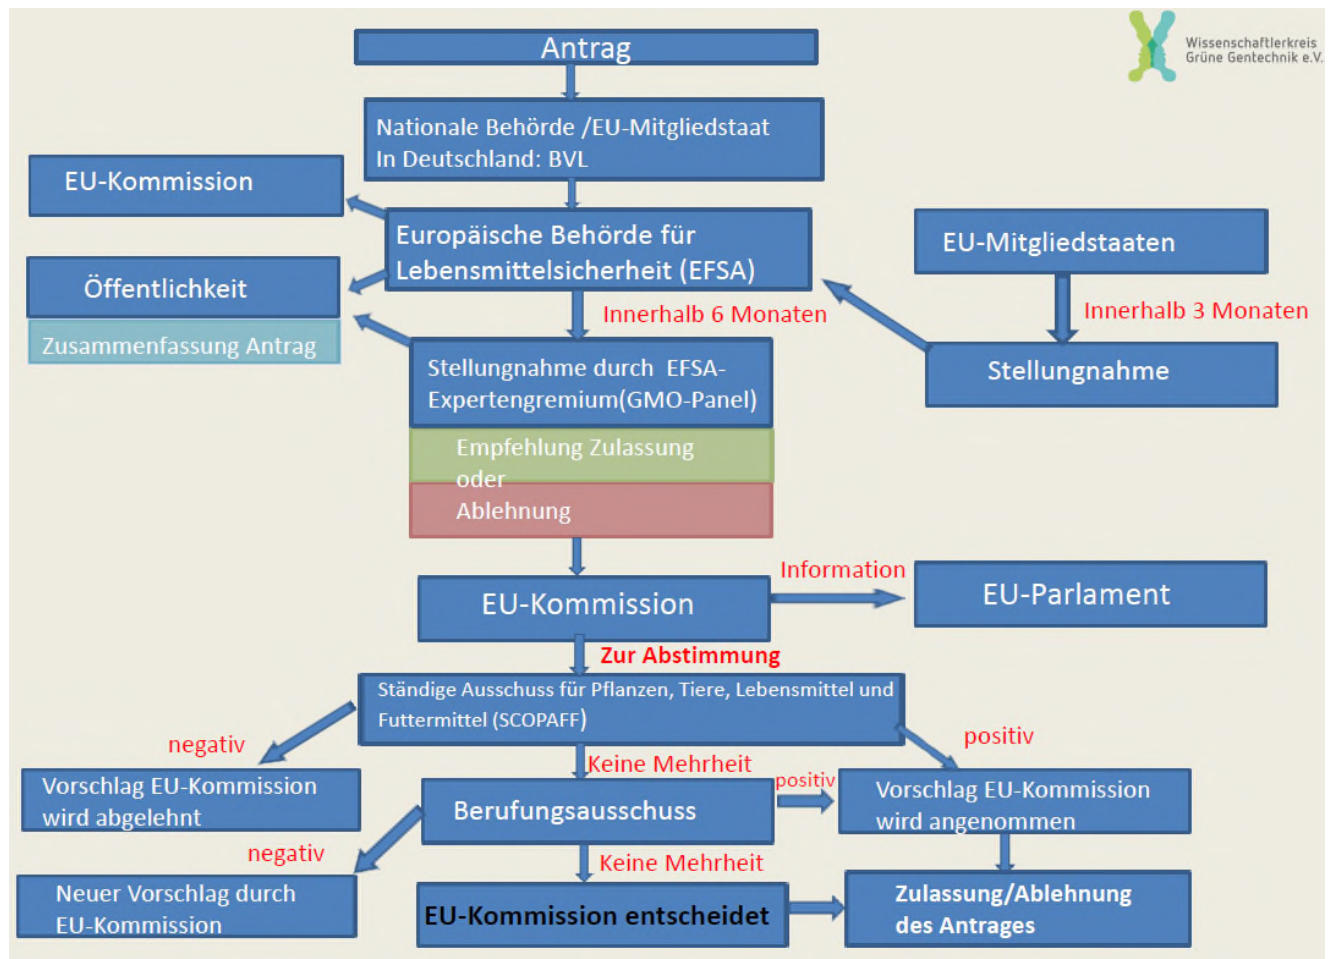 Antrag
Wissenschaftlerkreis
Grüne Gentechnik e.V.
Nationale Behörde /EU-Mitgliedstaat
In Deutschland: BVL
EU-Kommission
Europäische Behörde für
Lebensmittelsicherheit (EFSA)
EU-Mitgliedstaaten
Öffentlichkeit
Zusammenfassung Antrag
Innerhalb 6 Monaten
Innerhalb 3 Monaten
Stellungnahme durch EFSA-
Expertengremium(GMO-Panel)
Stellungnahme
Empfehlung Zulassung
oder
Ablehnung
EU-Kommission
Information
EU-Parlament
Zur Abstimmung
Ständige Ausschuss für Pflanzen, Tiere, Lebensmittel und
Futtermittel (SCOPAFF)
negativ
Keine Mehrheit
positiv
Vorschlag EU-Kommission
wird abgelehnt
Berufungsausschuss
positiv
Vorschlag EU-Kommission
wird angenommen
negativ
Keine Mehrheit
Neuer Vorschlag durch
EU-Kommission
EU-Kommission entscheidet
Zulassung/Ablehnung
des Antrages